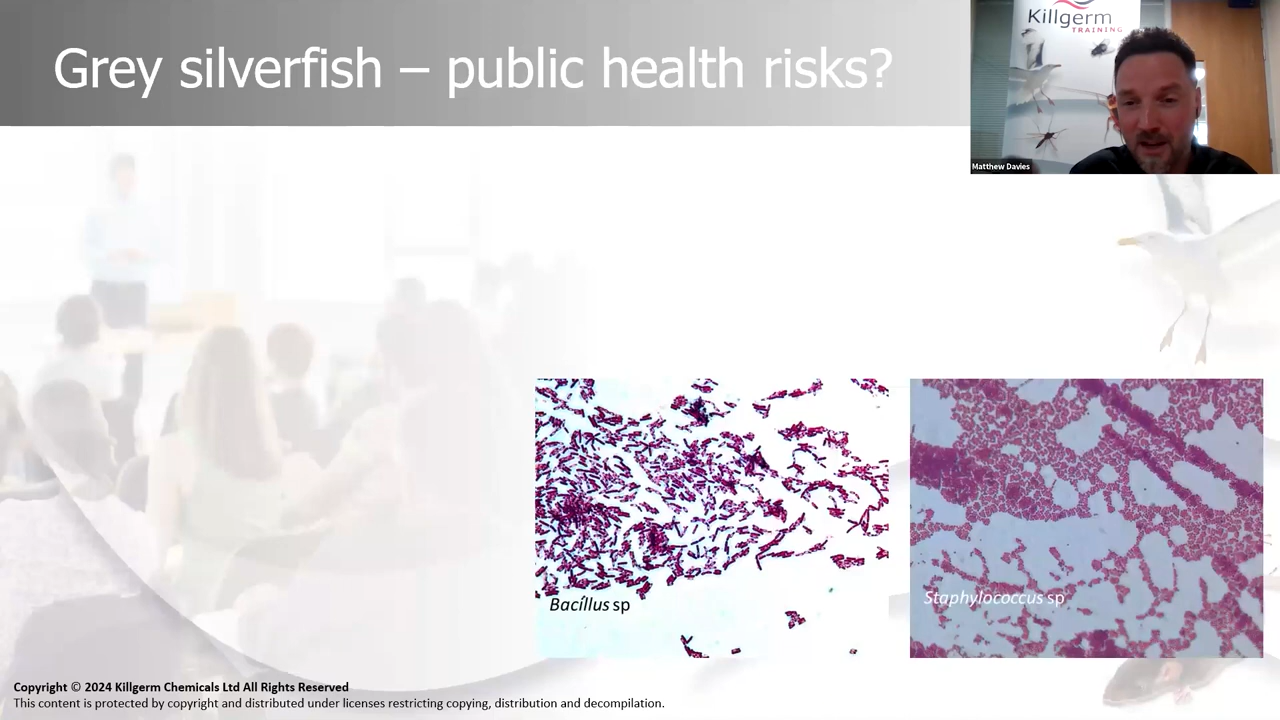 Grey silverfish – public health risks?
Killgerm
TRAINING
Matthew Davies
Bacíllus sp
Staphylococcus sp
Copyright © 2024 Killgerm Chemicals Ltd All Rights Reserved
This content is protected by copyright and distributed under licenses restricting copying, distribution and decompilation.